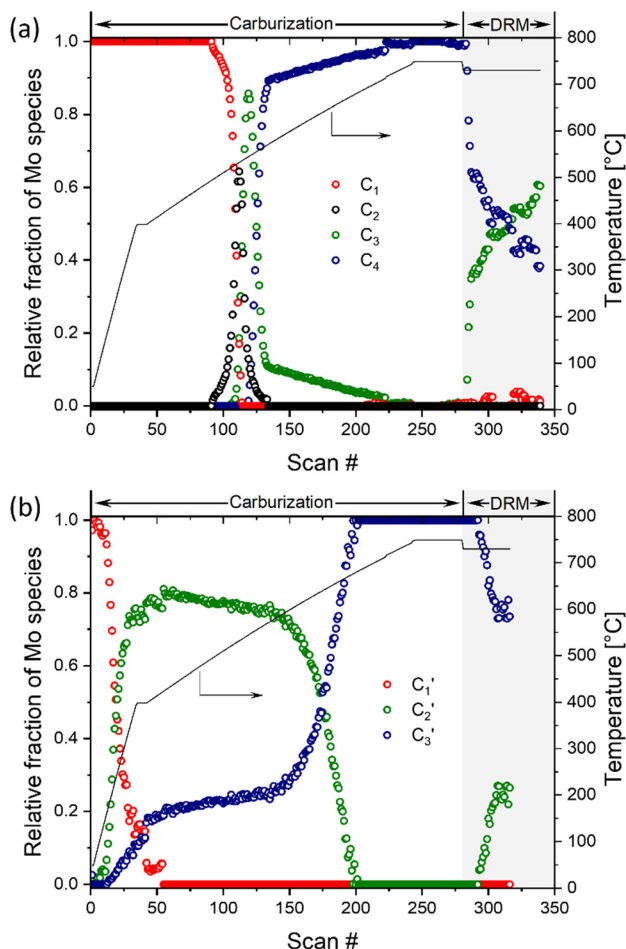 (a)
Carburization
DRM
1.0
0.8
0.6
0.4
0.2
0.0
Relative fraction of Mo species
800
700
600
500
400
300
200
100
0
Temperature [°C]
C₁
C₂
C₃
C₄
0
50
100
150
200
250
300
350
Scan #
(b)
Carburization
DRM
1.0
0.8
0.6
0.4
0.2
0.0
Relative fraction of Mo species
800
700
600
500
400
300
200
100
0
Temperature [°C]
C₁'
C₂'
C₃'
0
50
100
150
200
250
300
350
Scan #